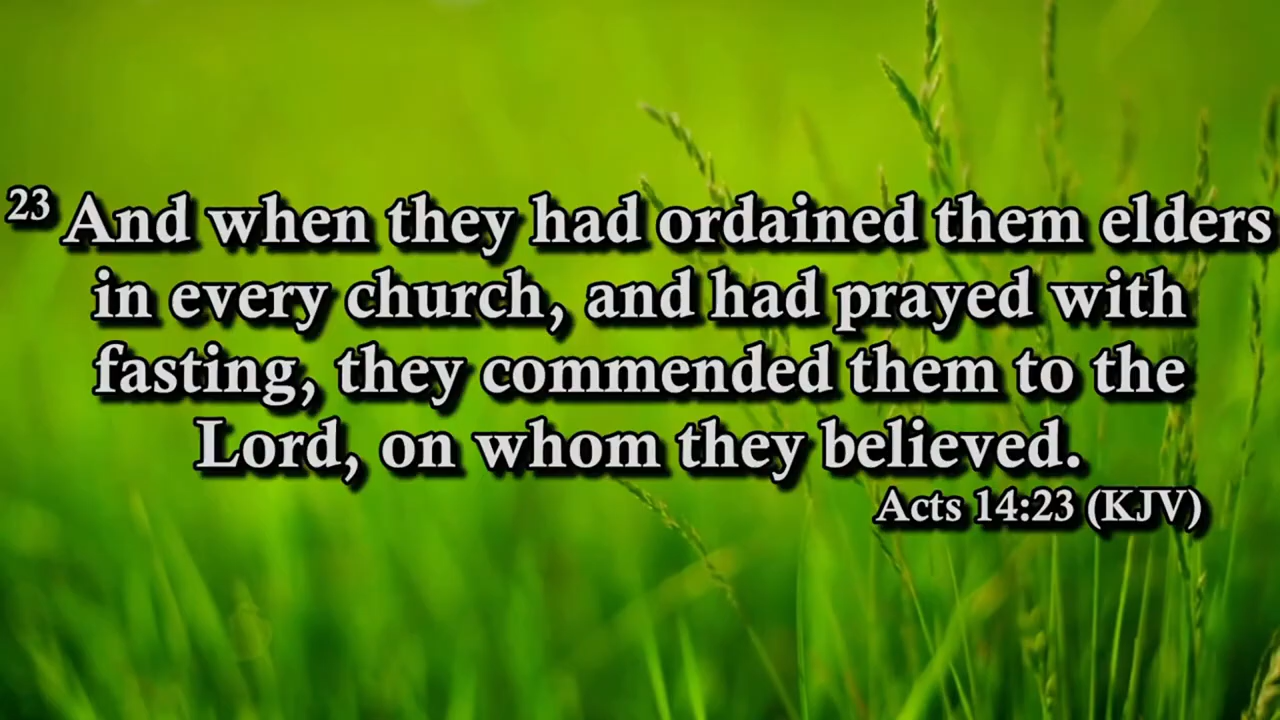 23 And when they had ordained them elders
in every church, and had prayed with
fasting, they commended them to the
Lord, on whom they believed.
Acts 14:23 (KJV)